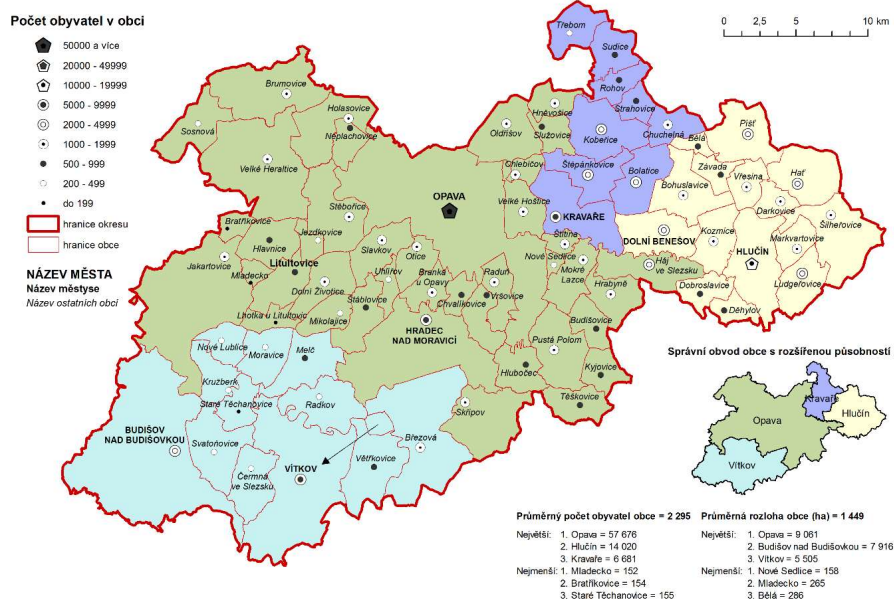 Počet obyvatel v obci
50000 a více
20000 - 49999
10000 - 19999
5000 - 9999
2000 - 4999
1000 - 1999
500 - 999
200 - 499
do 199
hranice okresu
hranice obce
NÁZEV MĚSTA
Název městyse
Název ostatních obcí
0 2,5 5 10 km
Třebom
Sudice
Rohov
Strahovice
Brumovice
Sosnová
Holasovice
Neplachovice
Velké Heraltice
Hněvošice
Oldřišov
Služovice
Kobeřice
Chuchelná
Bělá
Píšť
Chlebičov
Štěpánkovice
Bolatice
Závada
Vřesina
Hať
Bohuslavice
Darkovice
Šilheřovice
OPAVA
Velké Hoštice
KRAVAŘE
Stěbořice
Bratříkovice
Jezdkovice
Hlavnice
Slavkov
Otice
Štítina
DOLNÍ BENEŠOV
Kozmice
HLUČÍN
Markvartovice
Jakartovice
Litultovice
Uhlířov
Branka
u Opavy
Raduň
Nové Sedlice
Mokré
Lazce
Háj
ve Slezsku
Ludgeřovice
Mladecko
Dolní Životice
Štáblovice
Chvalíkovice
Vršovice
Hrabyně
Dobroslavice
Děhylov
Lhotka u Litultovic
Mikolajice
HRADEC
NAD MORAVICÍ
Budišovice
Nové Lublice
Moravice
Melč
Pustá Polom
Hlubočec
Kyjovice
Těškovice
Kružberk
Staré Těchanovice
Radkov
Skřipov
BUDIŠOV
NAD BUDIŠOVKOU
Svatoňovice
Čermná
ve Slezsku
VÍTKOV
Větřkovice
Březová
Správní obvod obce s rozšířenou působností
Kravaře
Opava
Hlučín
Vítkov
Průměrný počet obyvatel obce = 2 295
Největší: 1. Opava = 57 676
2. Hlučín = 14 020
3. Kravaře = 6 681
Nejmenší: 1. Mladecko = 152
2. Bratříkovice = 154
3. Staré Těchanovice = 155
Průměrná rozloha obce (ha) = 1 449
Největší: 1. Opava = 9 061
2. Budišov nad Budišovkou = 7 916
3. Vítkov = 5 505
Nejmenší: 1. Nové Sedlice = 158
2. Mladecko = 265
3. Bělá = 286